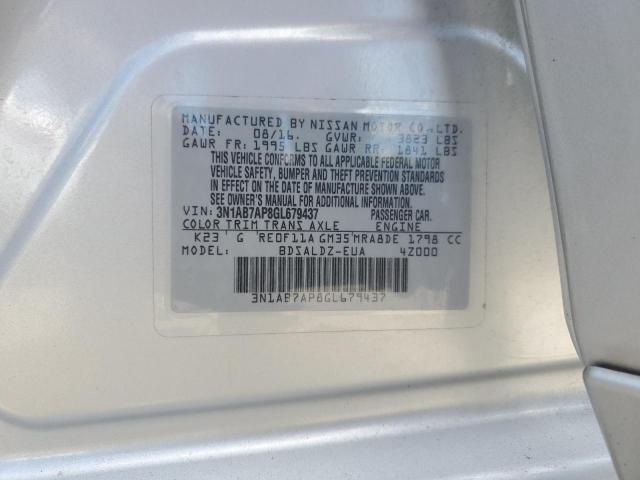 MANUFACTURED BY NISSAN MOTOR CO., LTD.
DATE: 08/16. GVWR: 3823 LBS
GAWR FR: 1995 LBS GAWR RR: 1841 LBS
THIS VEHICLE CONFORMS TO ALL APPLICABLE FEDERAL MOTOR
VEHICLE SAFETY, BUMPER AND THEFT PREVENTION STANDARDS
IN EFFECT ON THE DATE OF MANUFACTURE SHOWN ABOVE.
SEE OWNER'S MANUAL FOR ADDITIONAL INFORMATION
VIN: 3N1AB7AP8GL679437 PASSENGER CAR.
COLOR TRIM TRANS AXLE ENGINE
K23 G RE0F11A GM35 MRA8DE 1798 CC
MODEL: BDSALDZ-EUA 4Z000
3N1AB7AP8GL679437